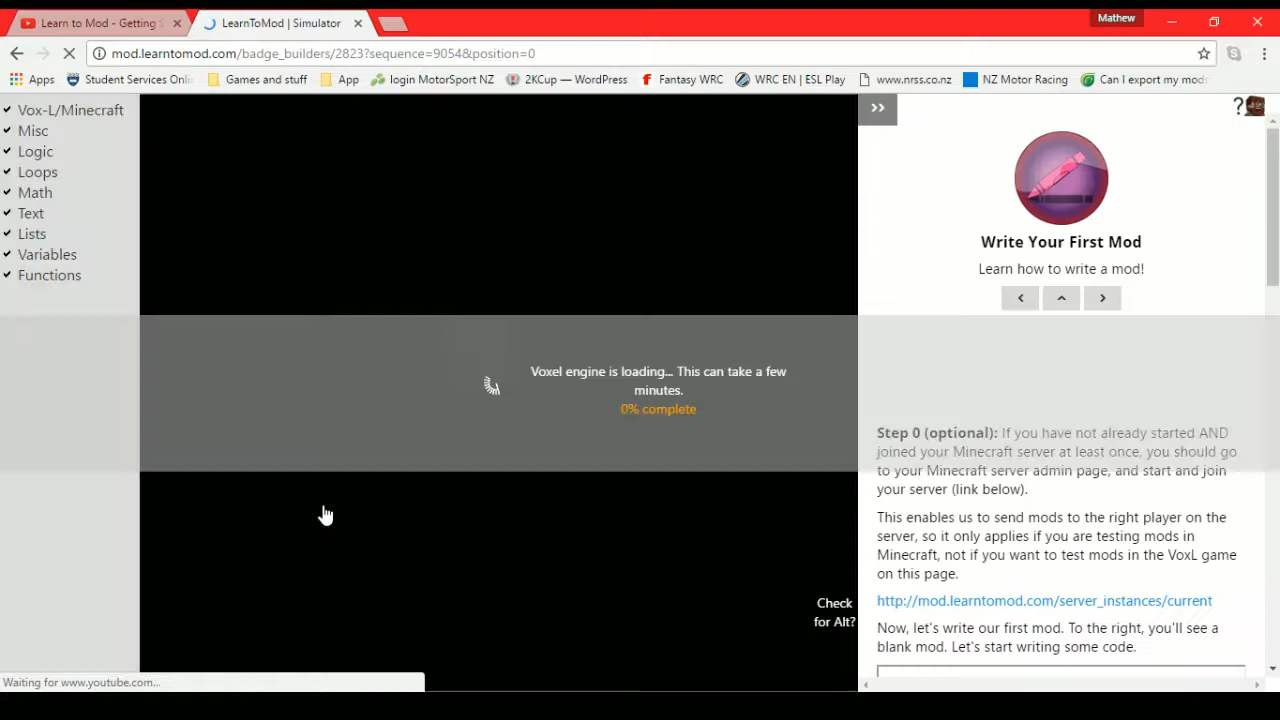 Mathew
Learn to Mod - Getting S
LearnToMod | Simulator
mod.learntomod.com/badge_builders/2823?sequence=9054&position=0
Apps Student Services Onlin Games and stuff App login MotorSport NZ 2KCup — WordPress Fantasy WRC WRC EN | ESL Play www.nrss.co.nz NZ Motor Racing Can I export my mods
Vox-L/Minecraft
Misc
Logic
Loops
Math
Text
Lists
Variables
Functions
Voxel engine is loading... This can take a few
minutes.
0% complete
Check
for Alt?
>>
?
Write Your First Mod
Learn how to write a mod!
Step 0 (optional): If you have not already started AND
joined your Minecraft server at least once, you should go
to your Minecraft server admin page, and start and join
your server (link below).
This enables us to send mods to the right player on the
server, so it only applies if you are testing mods in
Minecraft, not if you want to test mods in the VoxL game
on this page.
http://mod.learntomod.com/server_instances/current
Now, let's write our first mod. To the right, you'll see a
blank mod. Let's start writing some code.
Waiting for www.youtube.com...